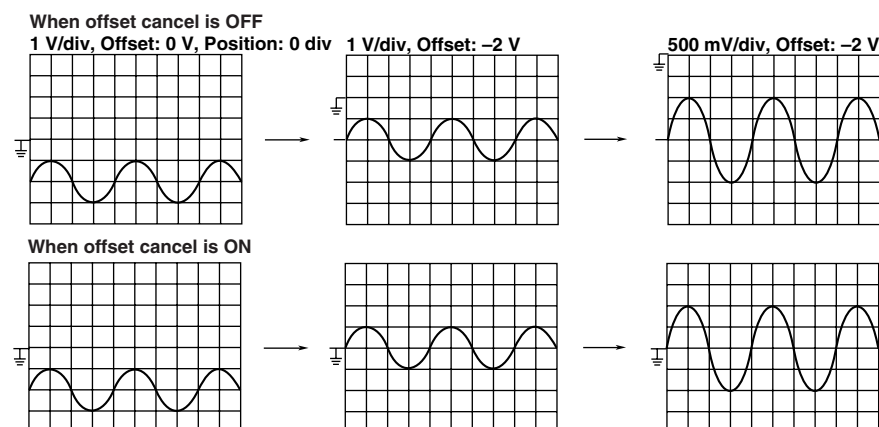 When offset cancel is OFF
1 V/div, Offset: 0 V, Position: 0 div 1 V/div, Offset: –2 V 500 mV/div, Offset: –2 V
When offset cancel is ON